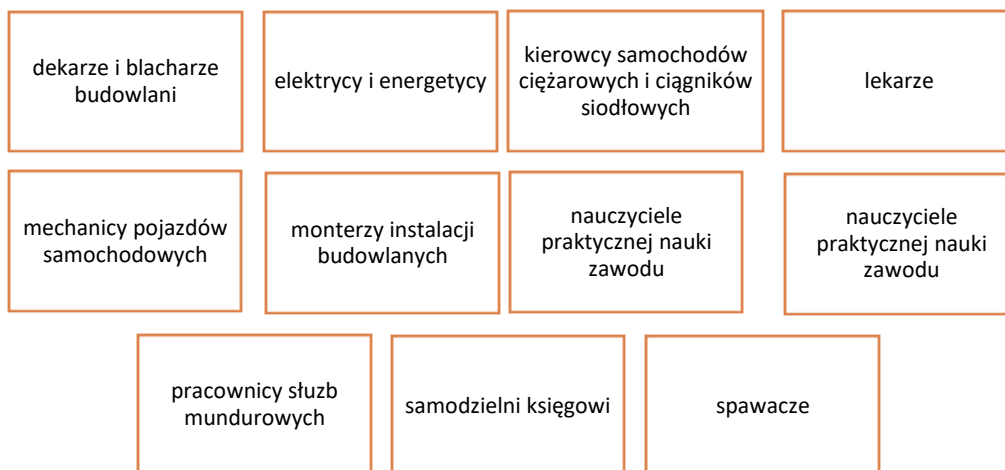 dekarze i blacharze
budowlani
elektrycy i energetycy
kierowcy samochodów
ciężarowych i ciągników
siodłowych
lekarze
mechanicy pojazdów
samochodowych
monterzy instalacji
budowlanych
nauczyciele
praktycznej nauki
zawodu
nauczyciele
praktycznej nauki
zawodu
pracownicy słuzb
mundurowych
samodzielni księgowi
spawacze